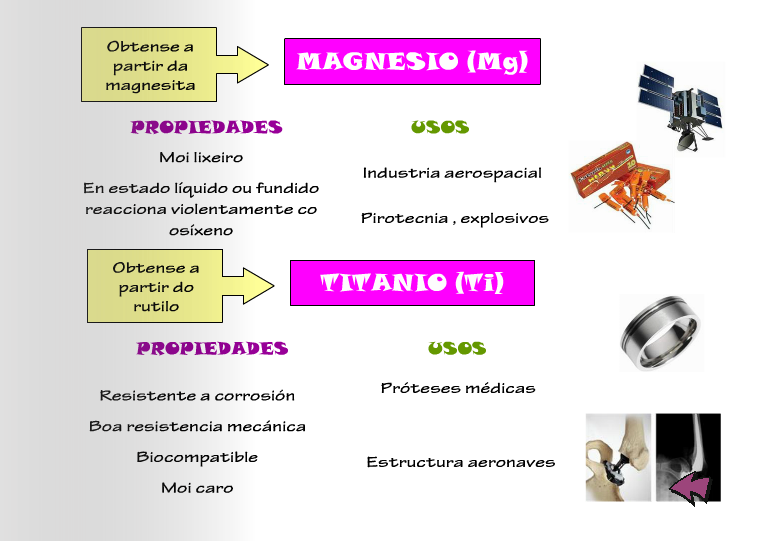 Obtense a
partir da
magnesita
MAGNESIO (Mg)
PROPIEDADES
USOS
Moi lixeiro
En estado líquido ou fundido
reacciona violentamente co
osíxeno
Industria aerospacial
Pirotecnia , explosivos
Obtense a
partir do
rutilo
TITANIO (Ti)
PROPIEDADES
USOS
Resistente a corrosión
Boa resistencia mecánica
Biocompatible
Moi caro
Próteses médicas
Estructura aeronaves